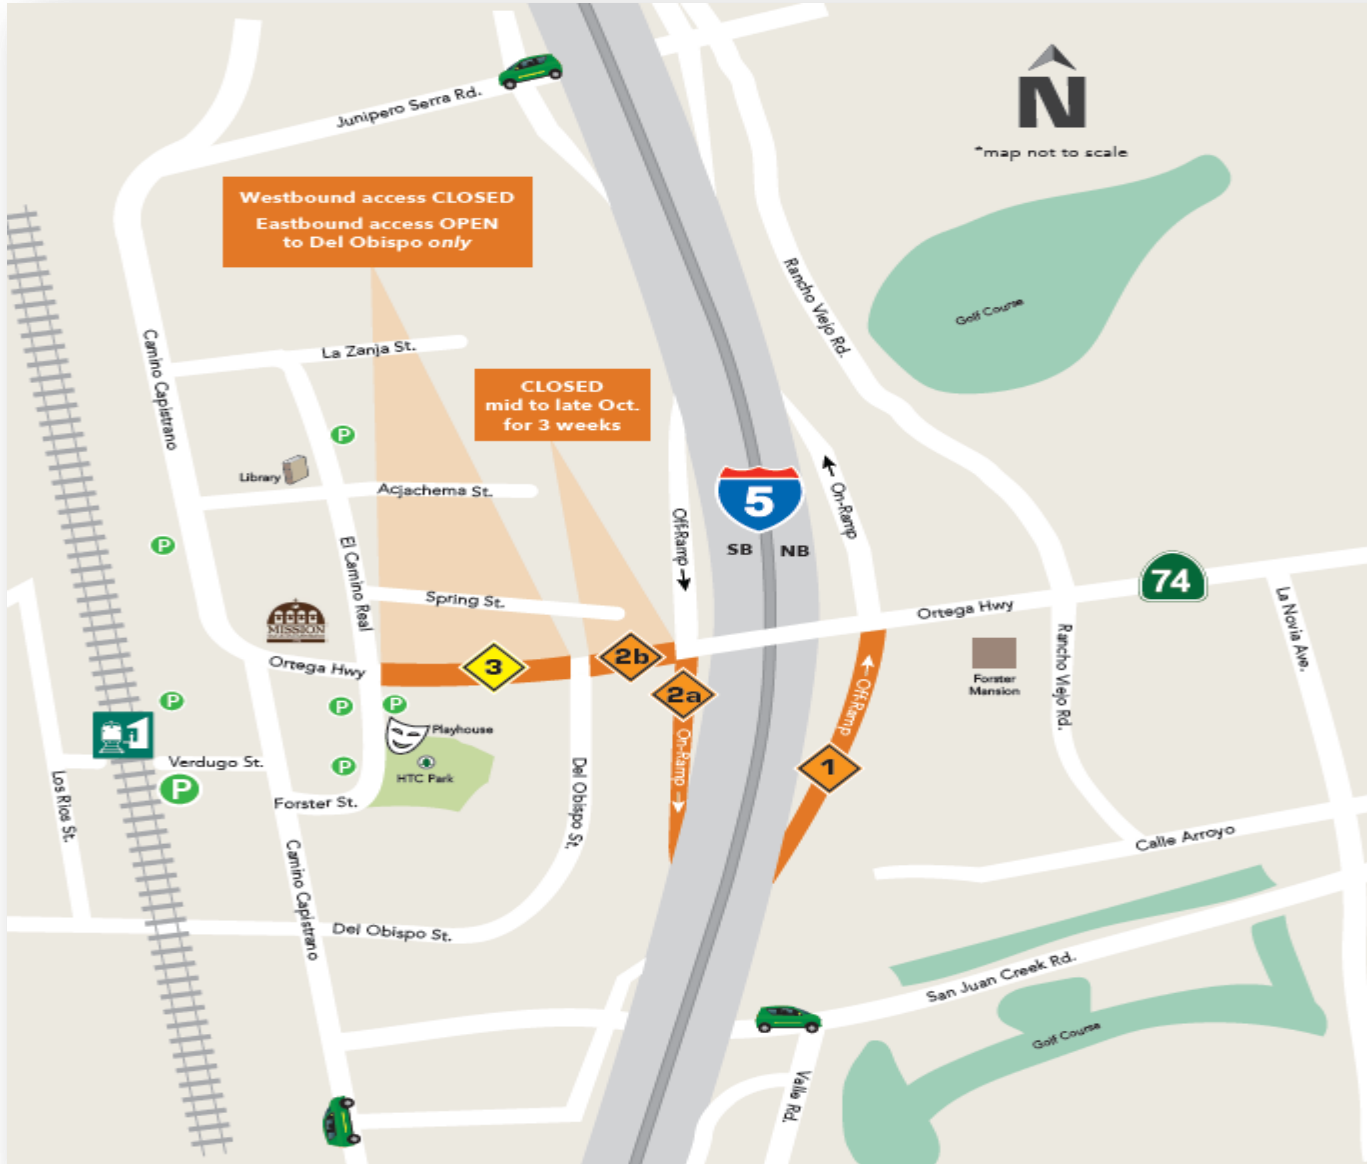 N
*map not to scale
Junipero Serra Rd.
Westbound access CLOSED
Eastbound access OPEN
to Del Obispo only
Rancho Viejo Rd.
Golf Course
Camino Capistrano
La Zanja St.
CLOSED
mid to late Oct.
for 3 weeks
P
Library
Acjachema St.
5
SB
NB
Off-Ramp
On-Ramp
P
El Camino Real
Spring St.
74
Ortega Hwy
La Novia Ave.
MISSION
Ortega Hwy
3
2b
2a
Forster
Mansion
Rancho Viejo Rd.
Off-Ramp
On-Ramp
1
P
P
P
Playhouse
HTC Park
Verdugo St.
P
P
Forster St.
Los Rios St.
Del Obispo St.
Calle Arroyo
Camino Capistrano
Del Obispo St.
San Juan Creek Rd.
Golf Course
Valle Rd.